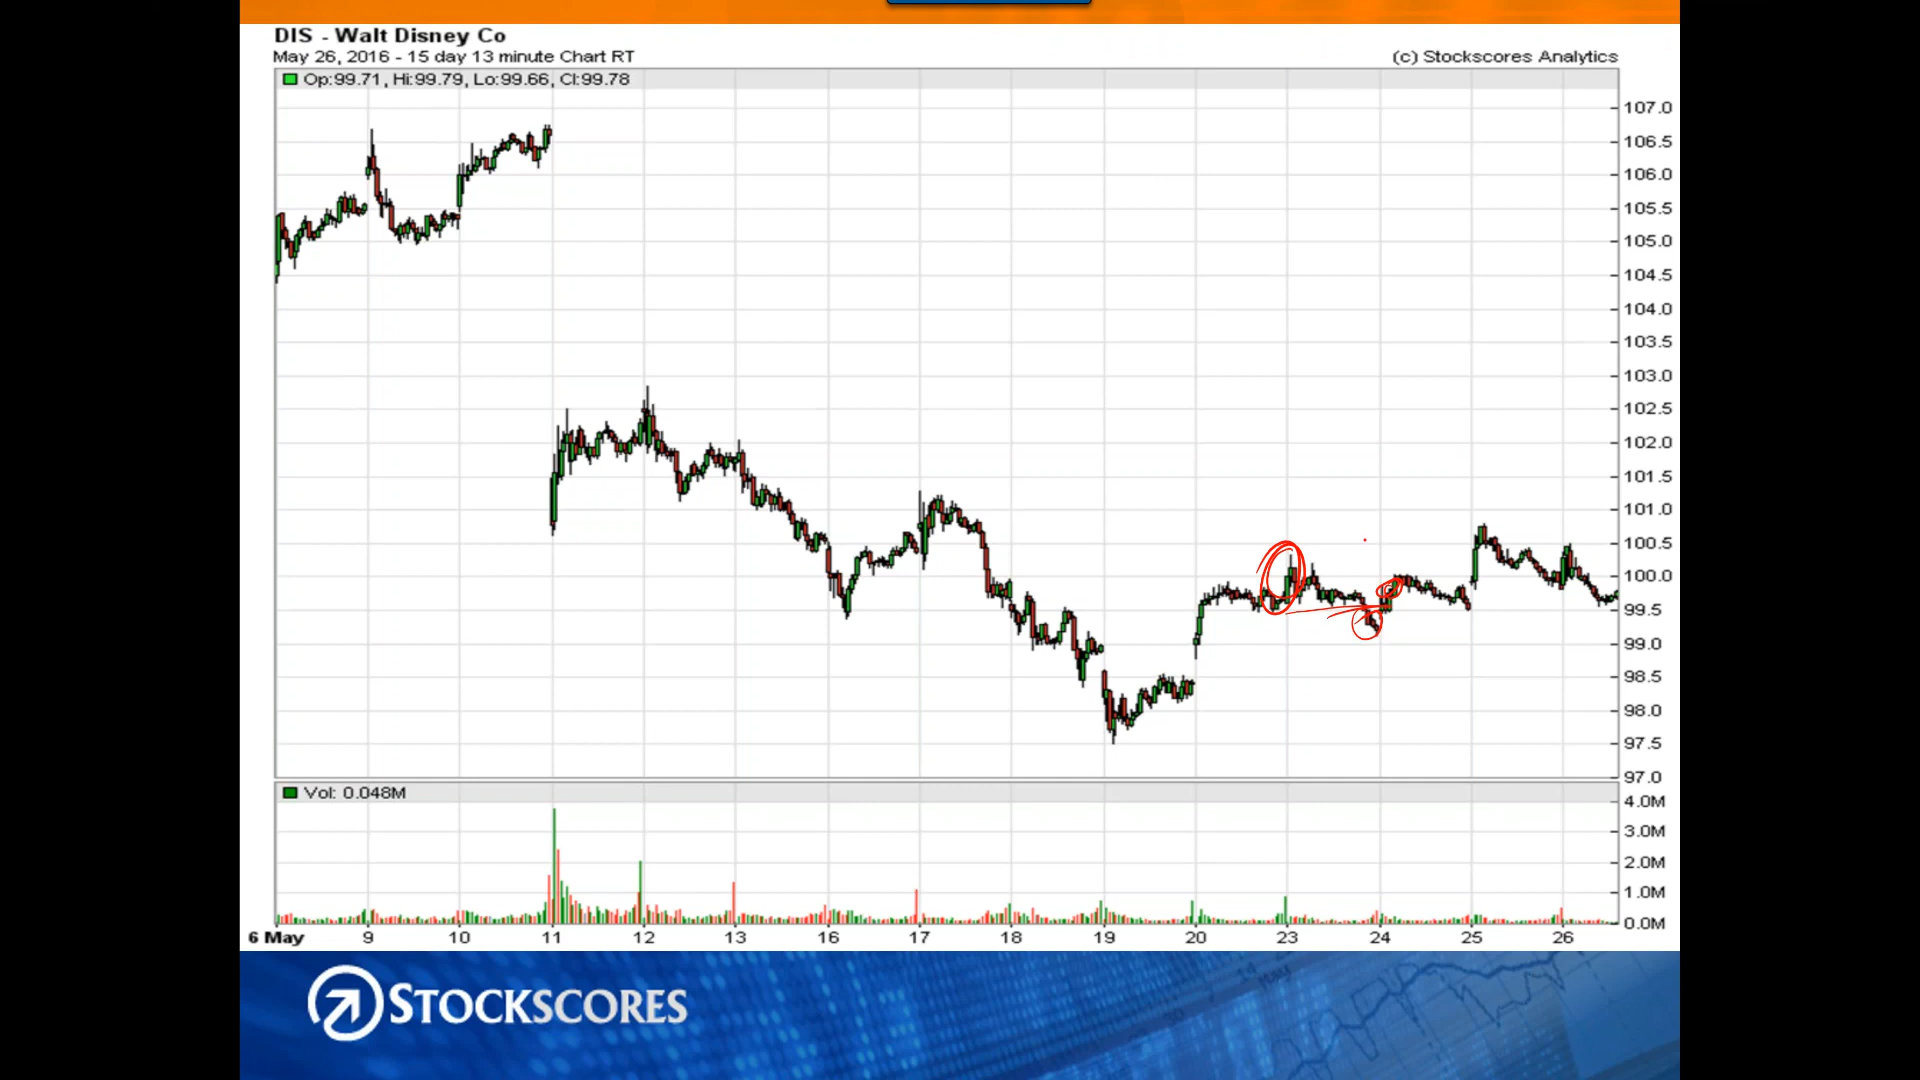 DIS - Walt Disney Co
May 26, 2016 - 15 day 13 minute Chart RT
(c) Stockscores Analytics
Op:99.71, Hi:99.79, Lo:99.66, Cl:99.78
107.0
106.5
106.0
105.5
105.0
104.5
104.0
103.5
103.0
102.5
102.0
101.5
101.0
100.5
100.0
99.5
99.0
98.5
98.0
97.5
97.0
Vol: 0.048M
4.0M
3.0M
2.0M
1.0M
0.0M
6 May 9 10 11 12 13 16 17 18 19 20 23 24 25 26
STOCKSCORES